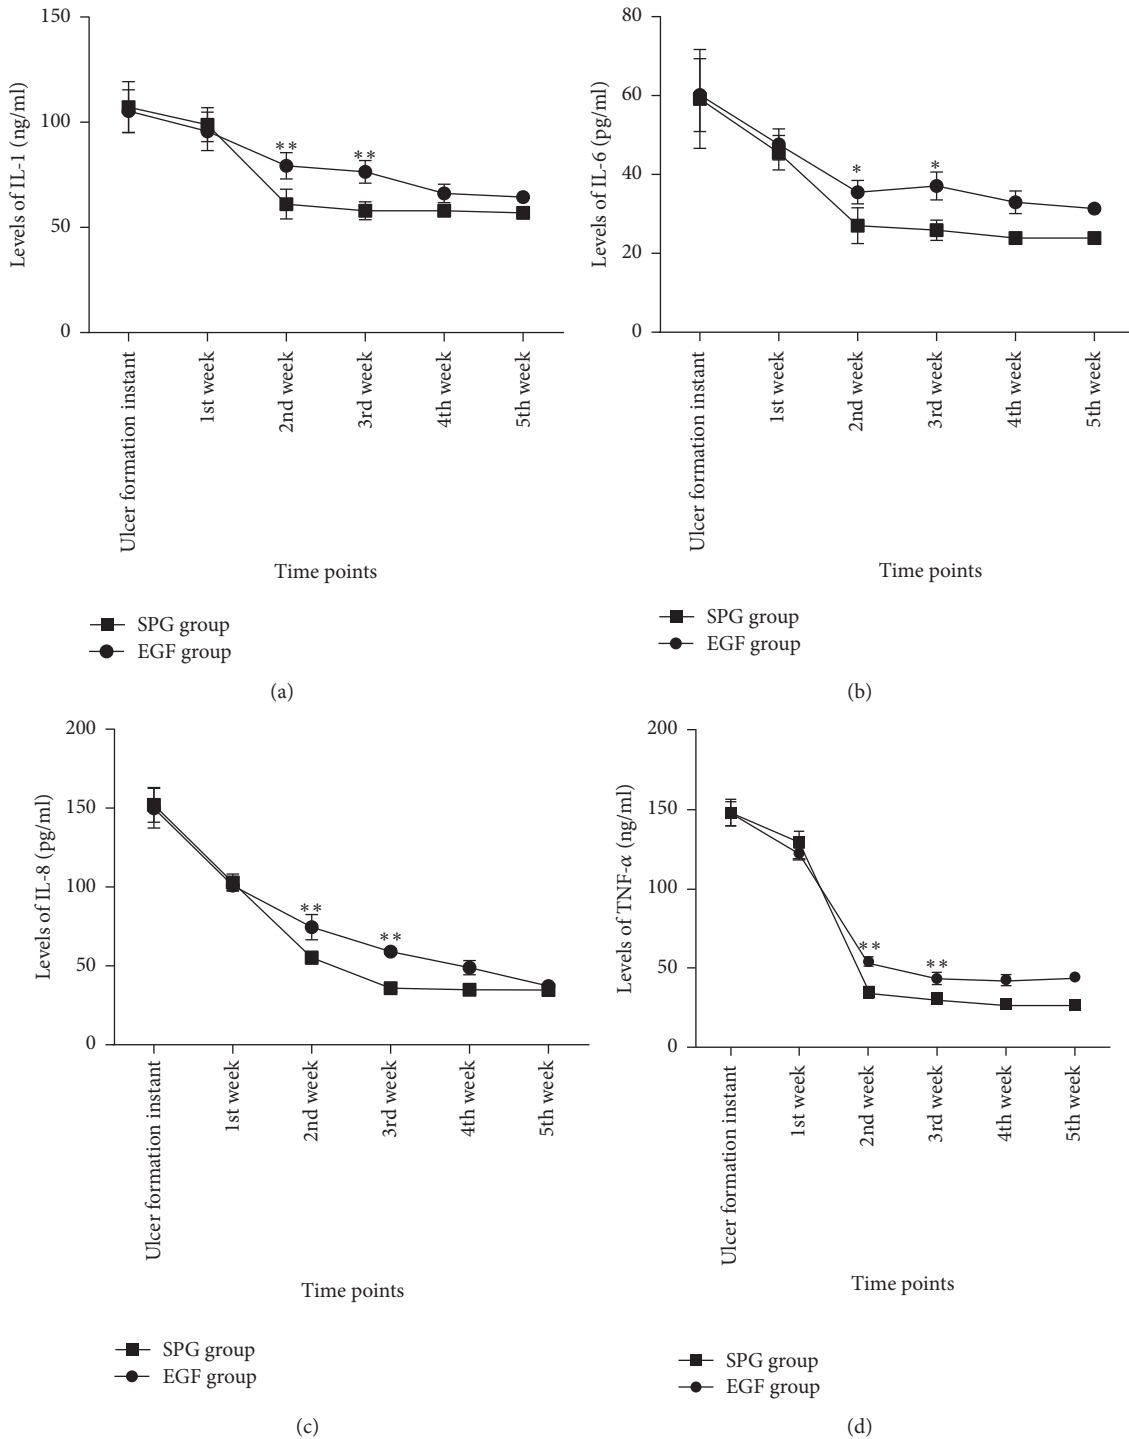 150
100
50
0
Levels of IL-1 (ng/ml)
**
**
Ulcer formation instant
1st week
2nd week
3rd week
4th week
5th week
Time points
SPG group
EGF group
(a)
80
60
40
20
0
Levels of IL-6 (pg/ml)
*
*
Ulcer formation instant
1st week
2nd week
3rd week
4th week
5th week
Time points
SPG group
EGF group
(b)
200
150
100
50
0
Levels of IL-8 (pg/ml)
**
**
Ulcer formation instant
1st week
2nd week
3rd week
4th week
5th week
Time points
SPG group
EGF group
(c)
200
150
100
50
0
Levels of TNF-α (ng/ml)
**
**
Ulcer formation instant
1st week
2nd week
3rd week
4th week
5th week
Time points
SPG group
EGF group
(d)